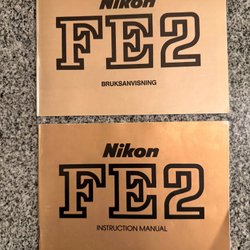 Nikon
FE2
BRUKSANVISNING
Nikon
FE2
INSTRUCTION MANUAL